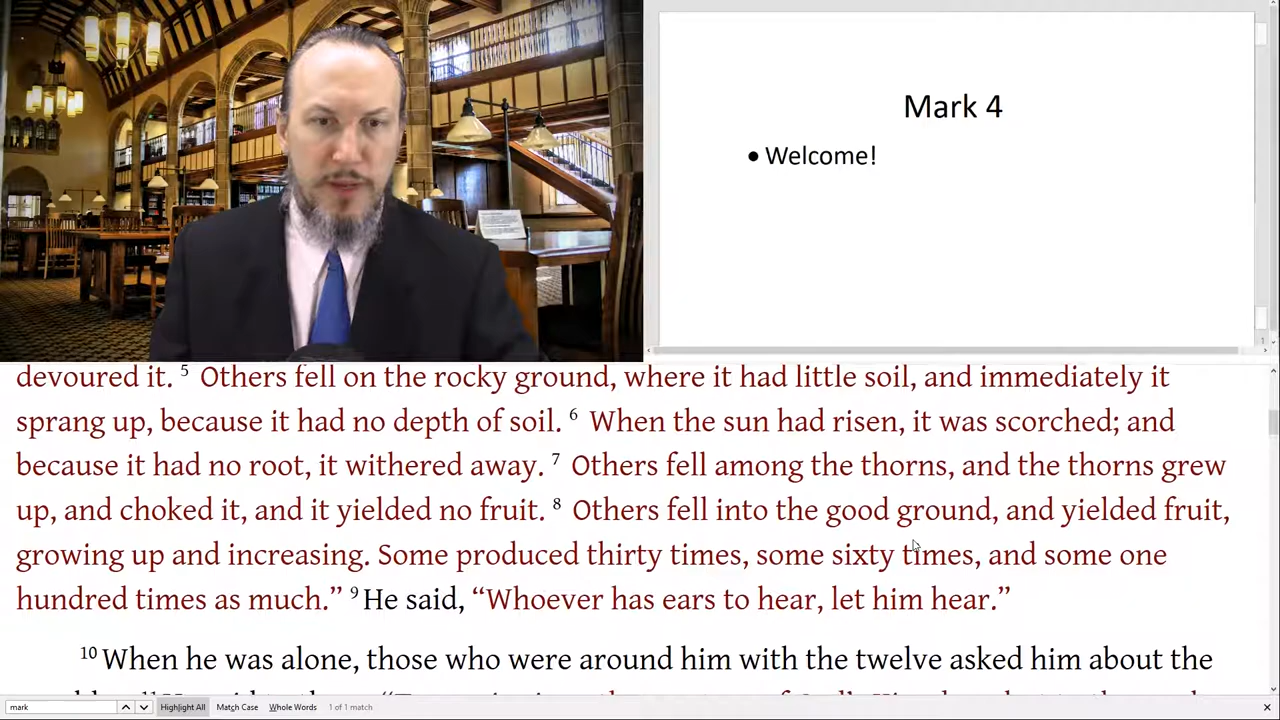 Mark 4
• Welcome!
devoured it. 5 Others fell on the rocky ground, where it had little soil, and immediately it
sprang up, because it had no depth of soil. 6 When the sun had risen, it was scorched; and
because it had no root, it withered away. 7 Others fell among the thorns, and the thorns grew
up, and choked it, and it yielded no fruit. 8 Others fell into the good ground, and yielded fruit,
growing up and increasing. Some produced thirty times, some sixty times, and some one
hundred times as much.” 9 He said, “Whoever has ears to hear, let him hear.”
10 When he was alone, those who were around him with the twelve asked him about the
mark Highlight All Match Case Whole Words 1 of 1 match